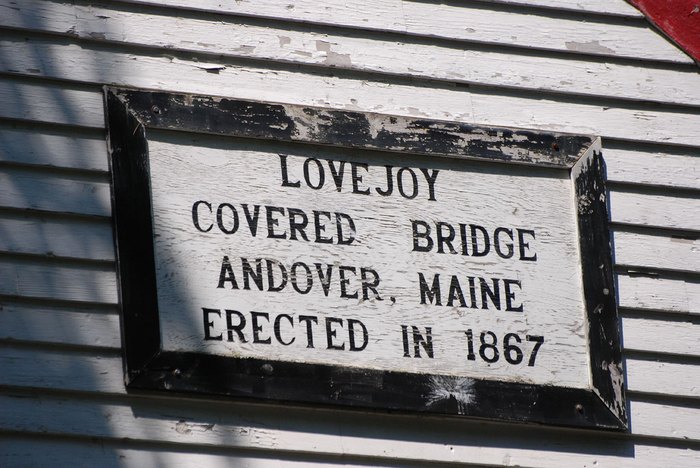 LOVEJOY
COVERED BRIDGE
ANDOVER, MAINE
ERECTED IN 1867